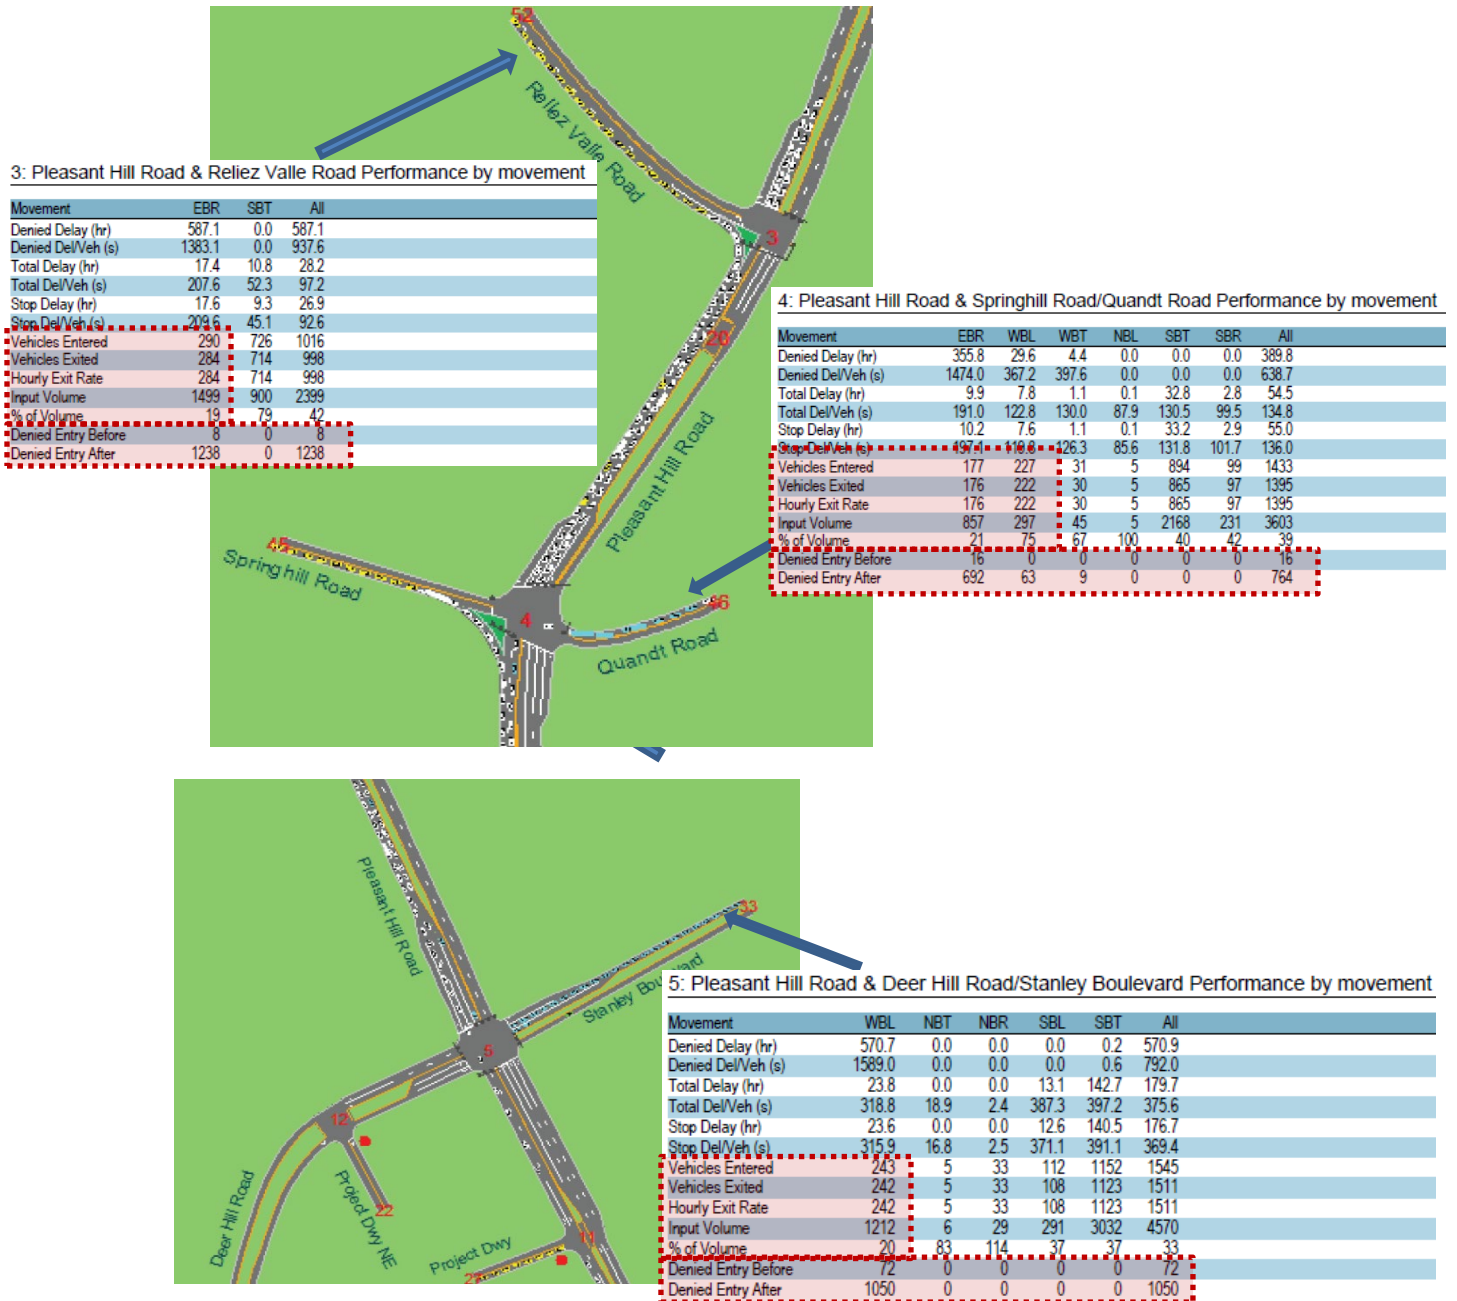 52
Reliez Valle Road
3: Pleasant Hill Road & Reliez Valle Road Performance by movement
Movement EBR SBT All
Denied Delay (hr) 587.1 0.0 587.1
Denied Del/Veh (s) 1383.1 0.0 937.6
Total Delay (hr) 17.4 10.8 28.2
Total Del/Veh (s) 207.6 52.3 97.2
Stop Delay (hr) 17.6 9.3 26.9
Stop Del/Veh (s) 209.6 45.1 92.6
Vehicles Entered 290 726 1016
Vehicles Exited 284 714 998
Hourly Exit Rate 284 714 998
Input Volume 1499 900 2399
% of Volume 19 79 42
Denied Entry Before 8 0 8
Denied Entry After 1238 0 1238
3
4: Pleasant Hill Road & Springhill Road/Quandt Road Performance by movement
Movement EBR WBL WBT NBL SBT SBR All
Denied Delay (hr) 355.8 29.6 4.4 0.0 0.0 0.0 389.8
Denied Del/Veh (s) 1474.0 367.2 397.6 0.0 0.0 0.0 638.7
Total Delay (hr) 9.9 7.8 1.1 0.1 32.8 2.8 54.5
Total Del/Veh (s) 191.0 122.8 130.0 87.9 130.5 99.5 134.8
Stop Delay (hr) 10.2 7.6 1.1 0.1 33.2 2.9 55.0
Stop Del/Veh (s) 197.1 119.8 126.3 85.6 131.8 101.7 136.0
Vehicles Entered 177 227 31 5 894 99 1433
Vehicles Exited 176 222 30 5 865 97 1395
Hourly Exit Rate 176 222 30 5 865 97 1395
Input Volume 857 297 45 5 2168 231 3603
% of Volume 21 75 67 100 40 42 39
Denied Entry Before 16 0 0 0 0 0 16
Denied Entry After 692 63 9 0 0 0 764
Pleasant Hill Road
Springhill Road
4
46
Quandt Road
Pleasant Hill Road
33
Stanley Boulevard
5
12
5: Pleasant Hill Road & Deer Hill Road/Stanley Boulevard Performance by movement
Movement WBL NBT NBR SBL SBT All
Denied Delay (hr) 570.7 0.0 0.0 0.0 0.2 570.9
Denied Del/Veh (s) 1589.0 0.0 0.0 0.0 0.6 792.0
Total Delay (hr) 23.8 0.0 0.0 13.1 142.7 179.7
Total Del/Veh (s) 318.8 18.9 2.4 387.3 397.2 375.6
Stop Delay (hr) 23.6 0.0 0.0 12.6 140.5 176.7
Stop Del/Veh (s) 315.9 16.8 2.5 371.1 391.1 369.4
Vehicles Entered 243 5 33 112 1152 1545
Vehicles Exited 242 5 33 108 1123 1511
Hourly Exit Rate 242 5 33 108 1123 1511
Input Volume 1212 6 29 291 3032 4570
% of Volume 20 83 114 37 37 33
Denied Entry Before 72 0 0 0 0 72
Denied Entry After 1050 0 0 0 0 1050
Deer Hill Road
Project Dwy NE
22
Project Dwy
11